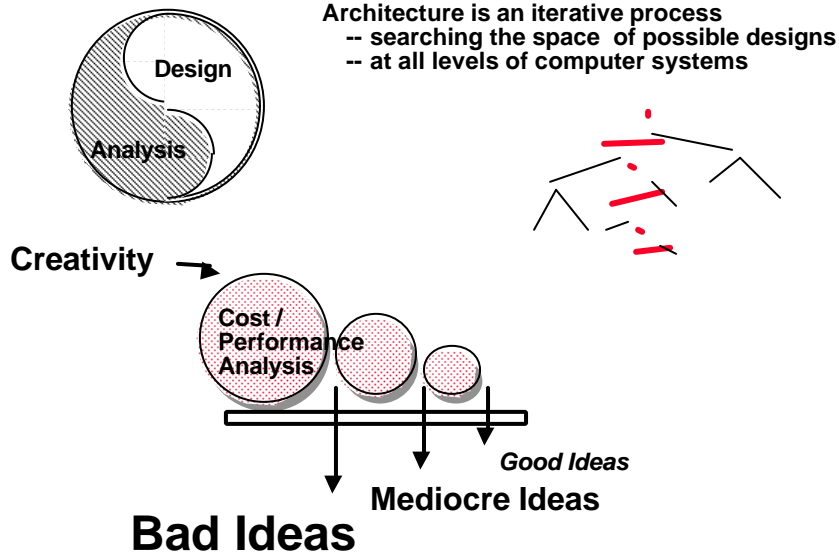 Architecture is an iterative process
-- searching the space of possible designs
-- at all levels of computer systems
Design
Analysis
Creativity
Cost /
Performance
Analysis
Good Ideas
Mediocre Ideas
Bad Ideas